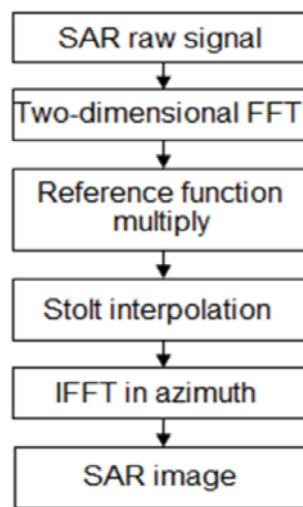 SAR raw signal
Two-dimensional FFT
Reference function
multiply
Stolt interpolation
IFFT in azimuth
SAR image